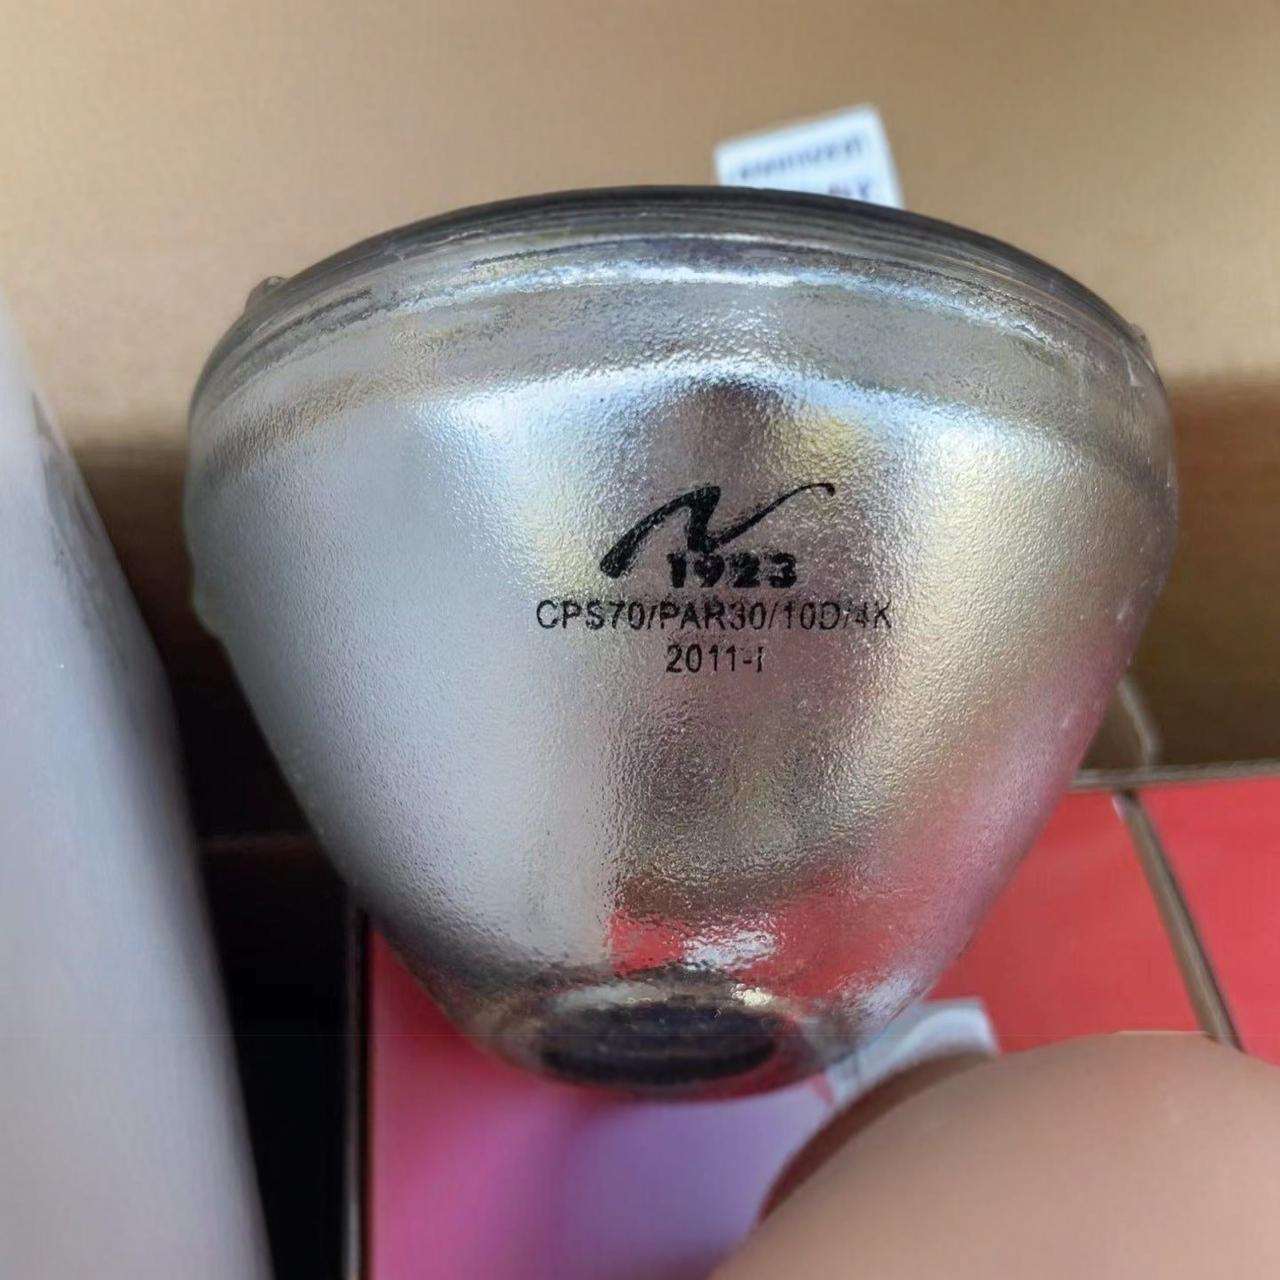 N
1923
CPS70/PAR30/10D/4K
2011-I